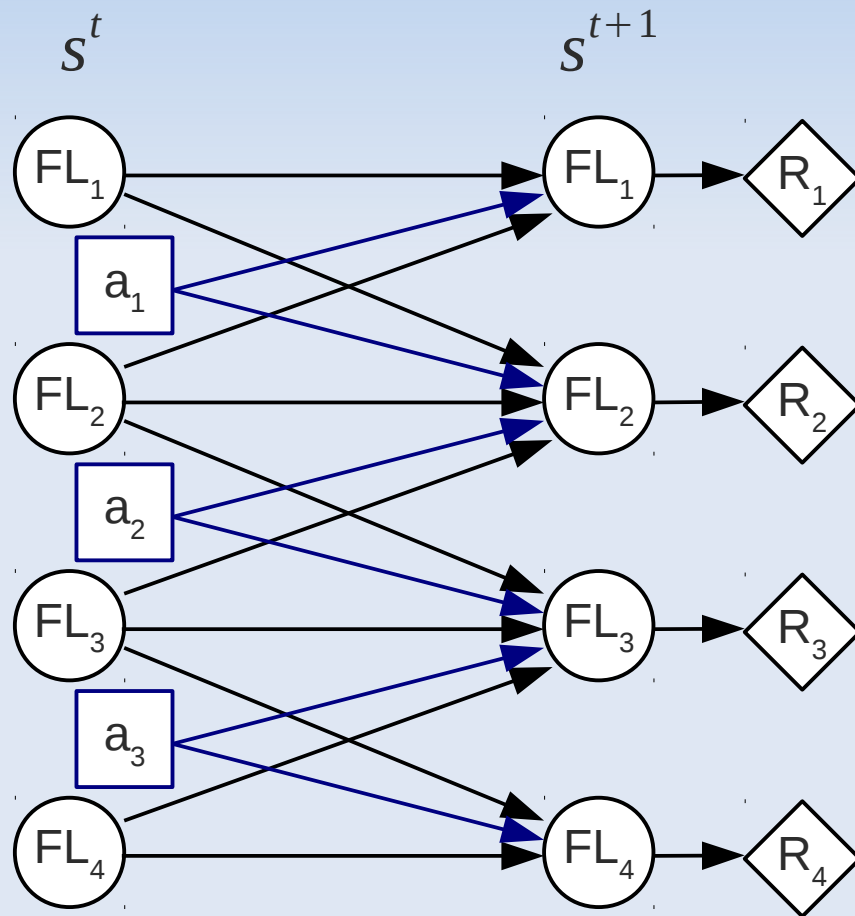 s^t s^{t+1}
FL₁ FL₁ R₁
a₁
FL₂ FL₂ R₂
a₂
FL₃ FL₃ R₃
a₃
FL₄ FL₄ R₄